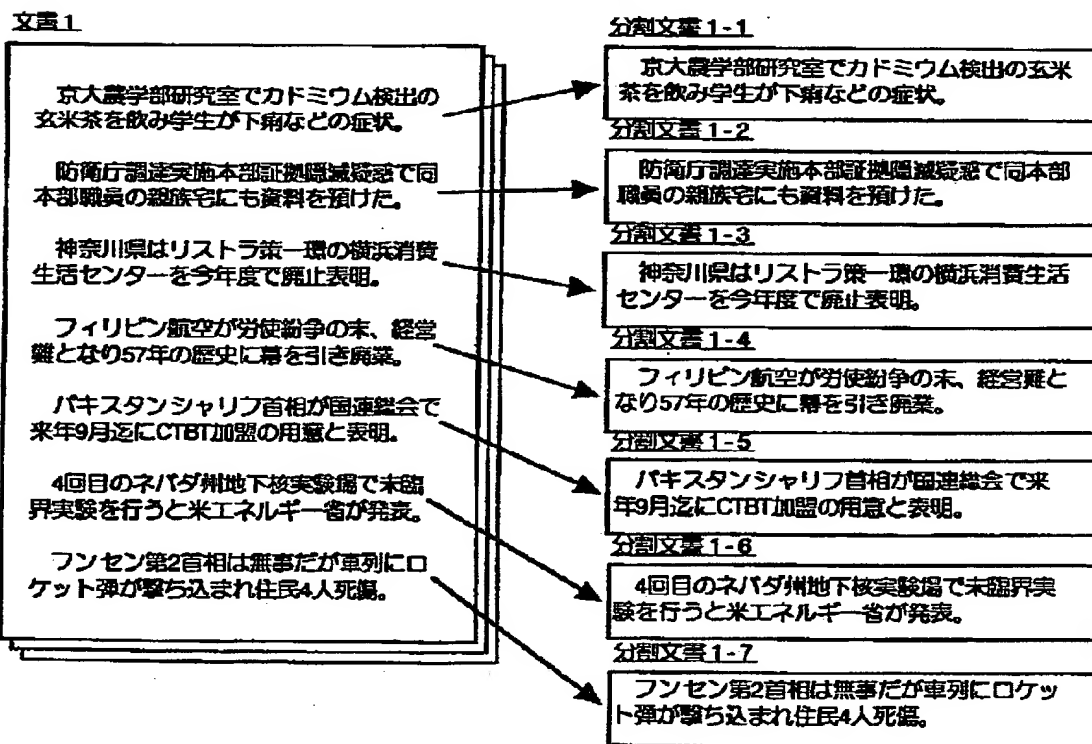 文書1
京大農学部研究室でカドミウム検出の
玄米茶を飲み学生が下痢などの症状。
防衛庁調達実施本部証拠隠滅疑惑で同
本部職員の親族宅にも資料を預けた。
神奈川県はリストラ策一環の横浜消費
生活センターを今年度で廃止表明。
フィリピン航空が労使紛争の末、経営
難となり57年の歴史に幕を引き廃業。
パキスタンシャリフ首相が国連総会で
来年9月迄にCTBT加盟の用意と表明。
4回目のネバダ州地下核実験場で未臨
界実験を行うと米エネルギー省が発表。
フンセン第2首相は無事だが車列にロ
ケット弾が撃ち込まれ住民4人死傷。
分割文書1-1
京大農学部研究室でカドミウム検出の玄米
茶を飲み学生が下痢などの症状。
分割文書1-2
防衛庁調達実施本部証拠隠滅疑惑で同本部
職員の親族宅にも資料を預けた。
分割文書1-3
神奈川県はリストラ策一環の横浜消費生活
センターを今年度で廃止表明。
分割文書1-4
フィリピン航空が労使紛争の末、経営難と
なり57年の歴史に幕を引き廃業。
分割文書1-5
パキスタンシャリフ首相が国連総会で来
年9月迄にCTBT加盟の用意と表明。
分割文書1-6
4回目のネバダ州地下核実験場で未臨界実
験を行うと米エネルギー省が発表。
分割文書1-7
フンセン第2首相は無事だが車列にロケッ
ト弾が撃ち込まれ住民4人死傷。